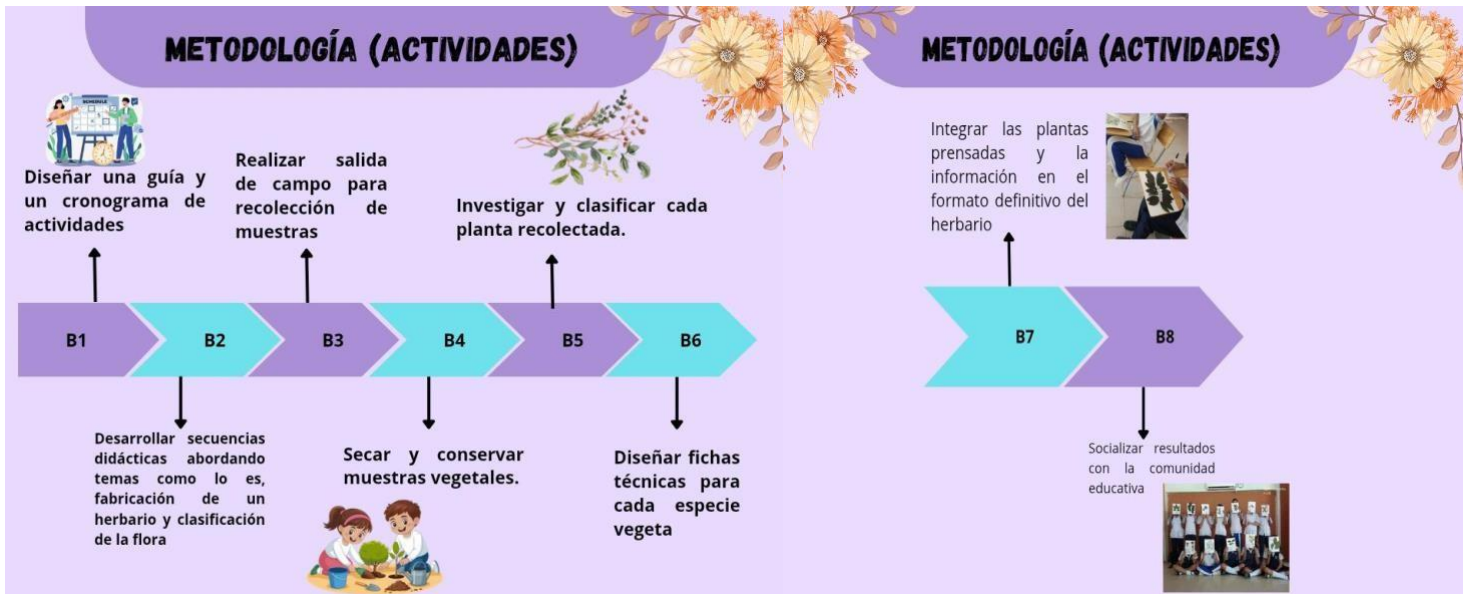 METODOLOGÍA (ACTIVIDADES)
SCHEDULE
Diseñar una guía y
un cronograma de
actividades
Realizar salida
de campo para
recolección de
muestras
Investigar y clasificar cada
planta recolectada.
B1
B2
B3
B4
B5
B6
Desarrollar secuencias
didácticas abordando
temas como lo es,
fabricación de un
herbario y clasificación
de la flora
Secar y conservar
muestras vegetales.
Diseñar fichas
técnicas para
cada especie
vegeta
METODOLOGÍA (ACTIVIDADES)
Integrar las plantas
prensadas y la
información en el
formato definitivo del
herbario
B7
B8
Socializar resultados
con la comunidad
educativa